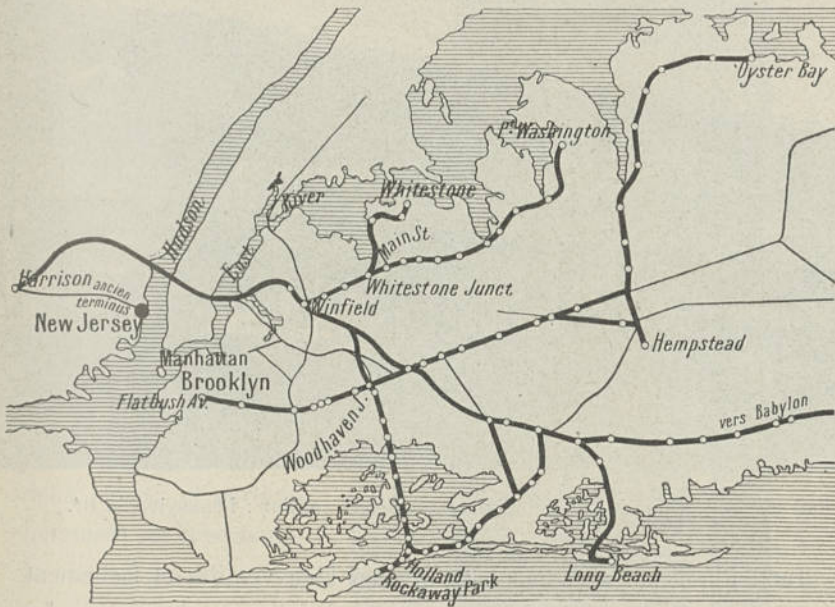 Oyster Bay
Pt Washington
Whitestone
River
Hudson
East
Main St.
Harrison
ancien
terminus
New Jersey
Whitestone Junct.
Winfield
Manhattan
Brooklyn
Flatbush Av.
Hempstead
Woodhaven J.
vers Babylon
Holland
Rockaway Park
Long Beach